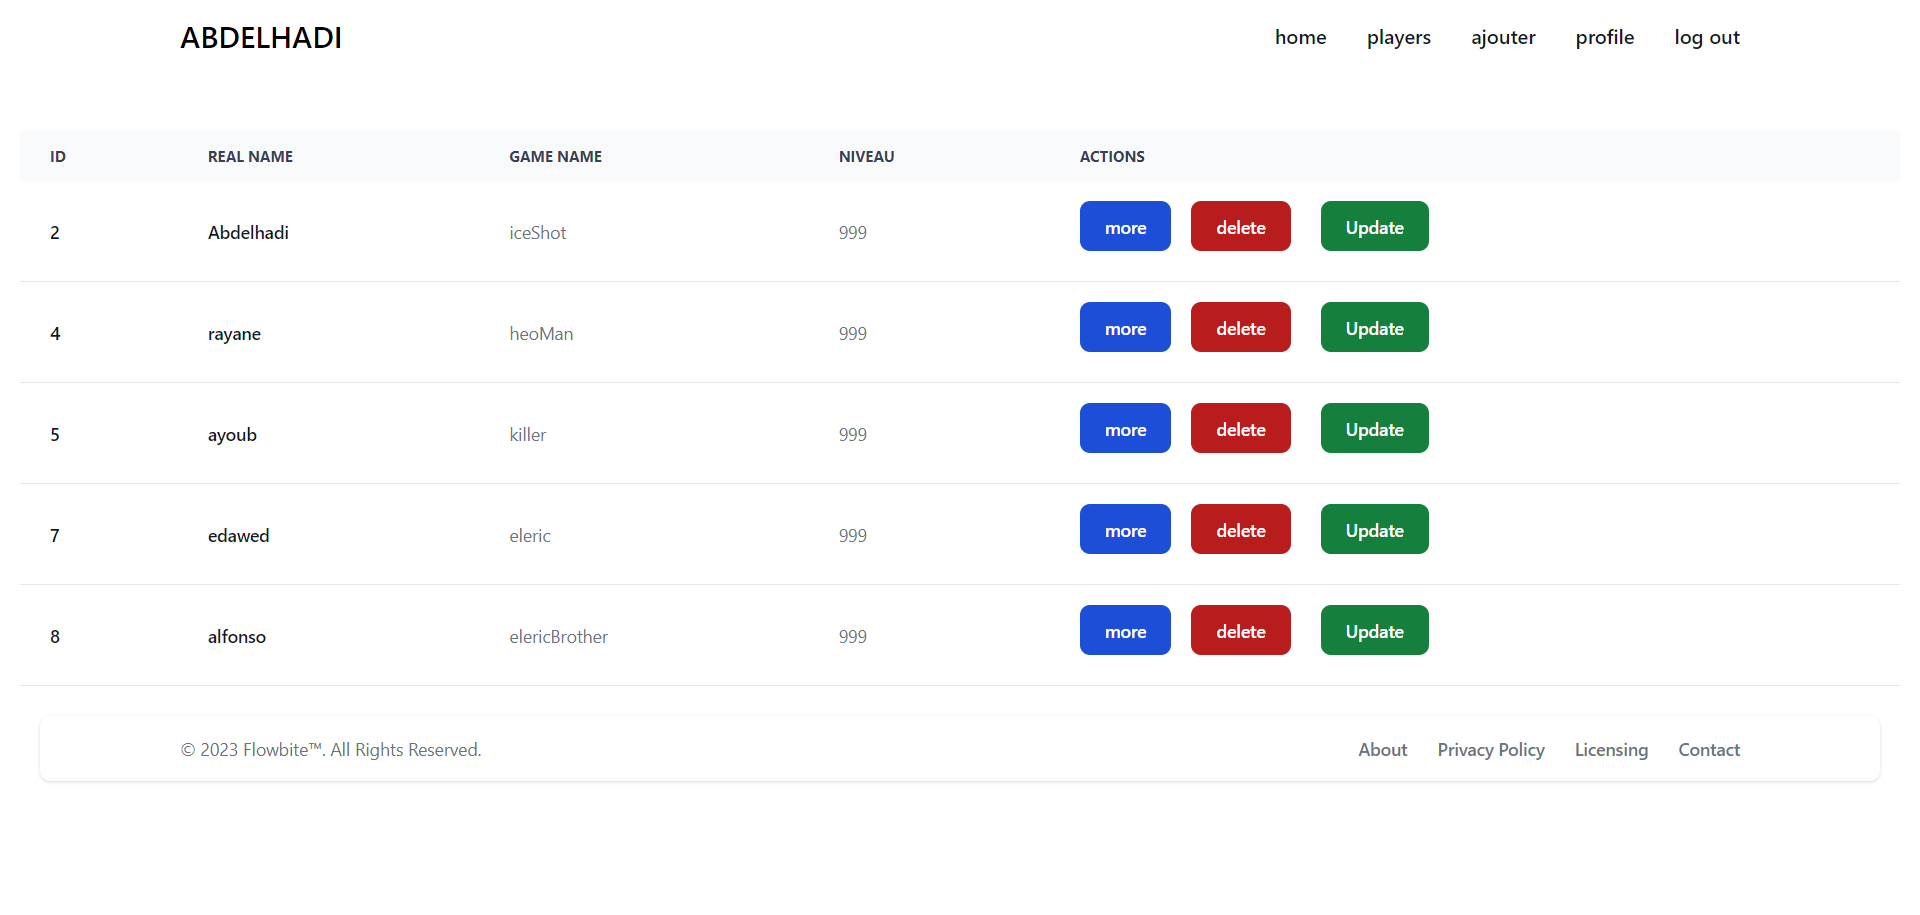 ABDELHADI home players ajouter profile log out
ID REAL NAME GAME NAME NIVEAU ACTIONS
2 Abdelhadi iceShot 999 more delete Update
4 rayane heoMan 999 more delete Update
5 ayoub killer 999 more delete Update
7 edawed eleric 999 more delete Update
8 alfonso elericBrother 999 more delete Update
© 2023 Flowbite™. All Rights Reserved. About Privacy Policy Licensing Contact